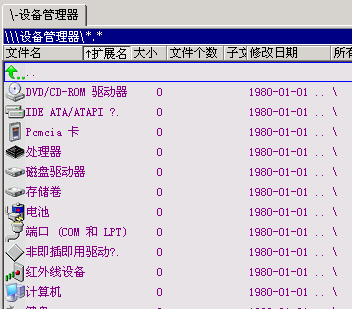 \-设备管理器
\\\设备管理器\*.*
文件名 ↑扩展名 大小 文件个数 子文 修改日期 所有
..
DVD/CD-ROM 驱动器 0 1980-01-01 .. \
IDE ATA/ATAPI ?. 0 1980-01-01 .. \
Pcmcia 卡 0 1980-01-01 .. \
处理器 0 1980-01-01 .. \
磁盘驱动器 0 1980-01-01 .. \
存储卷 0 1980-01-01 .. \
电池 0 1980-01-01 .. \
端口 (COM 和 LPT) 0 1980-01-01 .. \
非即插即用驱动?. 0 1980-01-01 .. \
红外线设备 0 1980-01-01 .. \
计算机 0 1980-01-01 .. \
键盘 0 1980-01-01 .. \